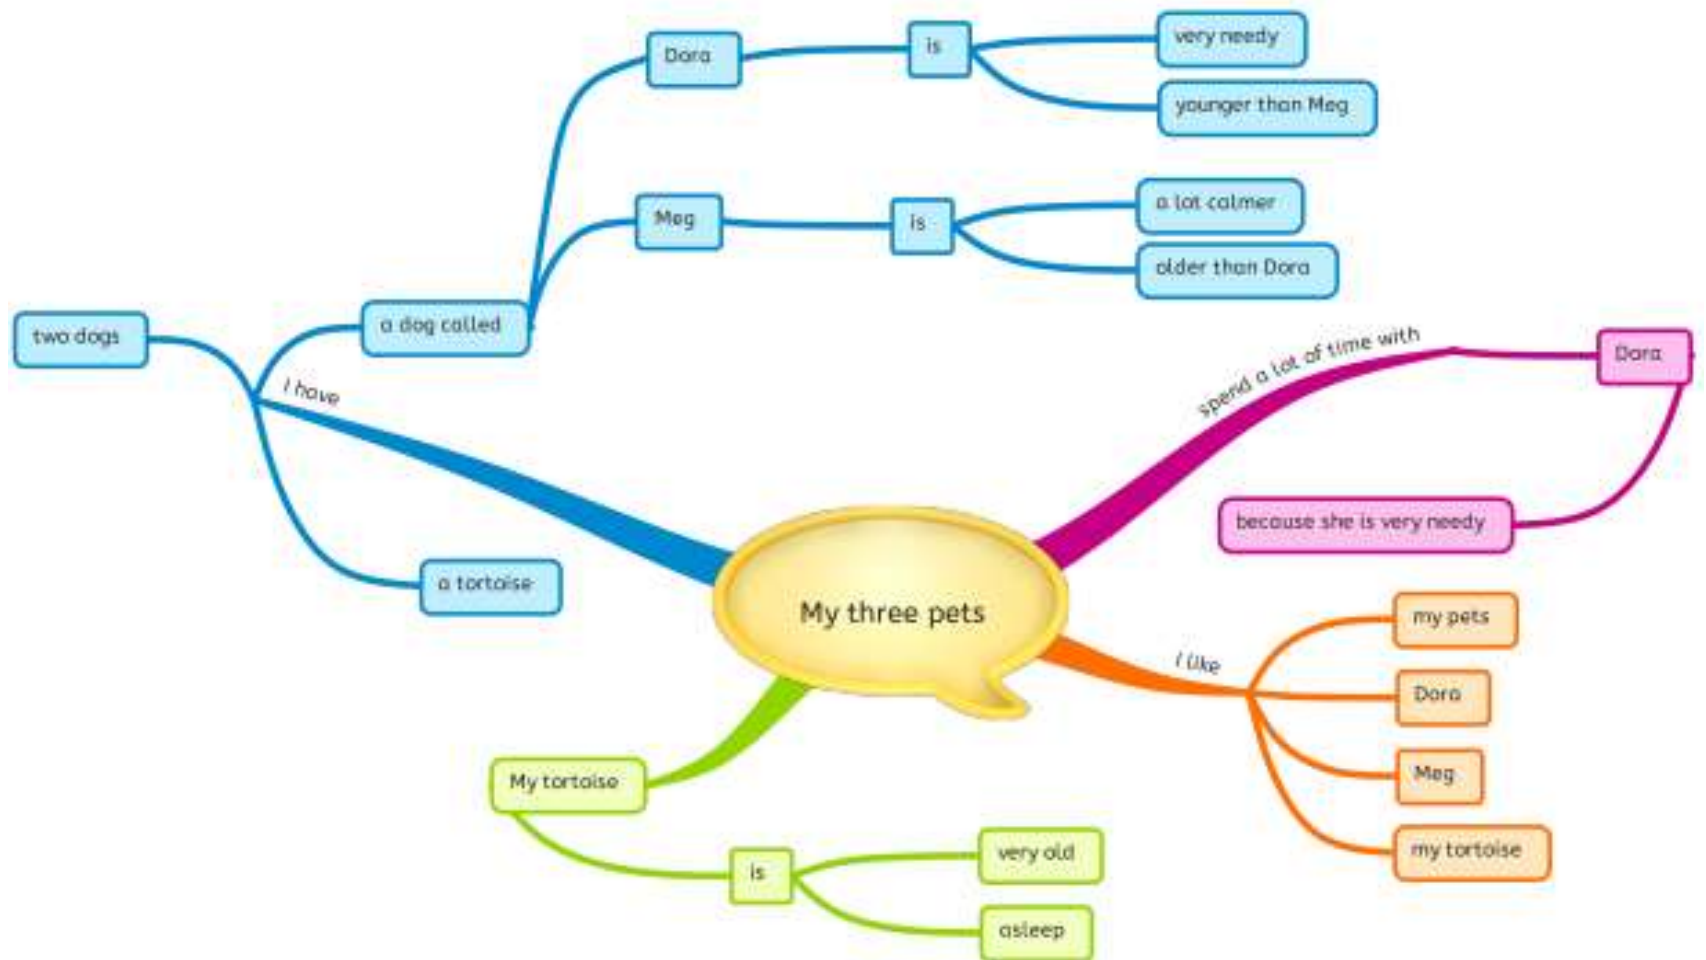 My three pets
I have
two dogs
a dog called
Dora
is
very needy
younger than Meg
Meg
is
a lot calmer
older than Dora
a tortoise
spend a lot of time with
Dora
because she is very needy
I like
my pets
Dora
Meg
my tortoise
My tortoise
is
very old
asleep